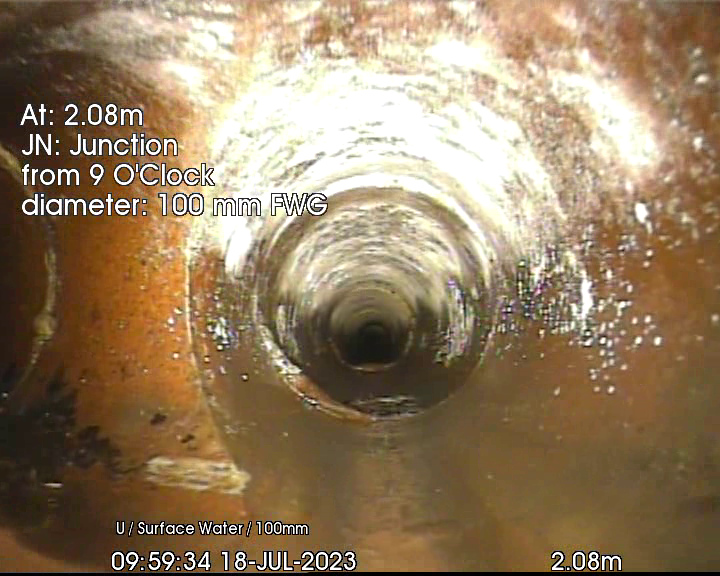 At: 2.08m
JN: Junction
from 9 O'Clock
diameter: 100 mm FWG
U / Surface Water / 100mm
09:59:34 18-JUL-2023 2.08m